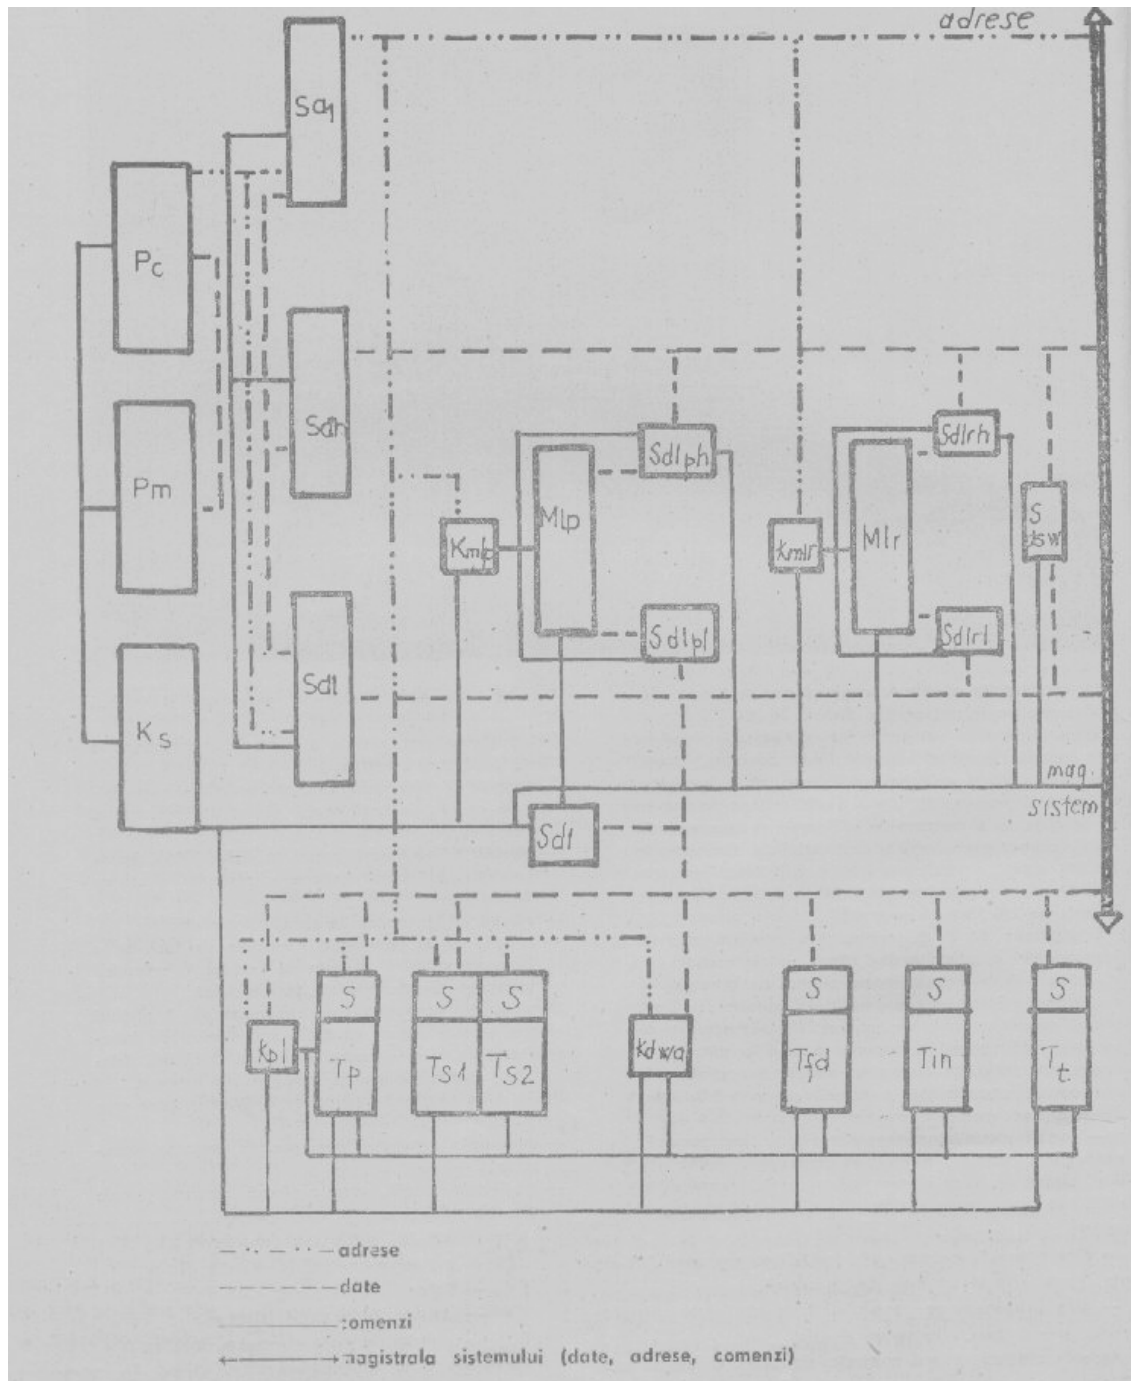 adrese
Sa1
Pc
Sdh
Sdlph
Sdlrh
Pm
Mlp
S
Kmlp
kmlr
Mlr
Sdlpl
Sdlrl
Sdl
Ks
mag.
sistem
Sdl
S S S S S S
kpl Kdwa
Tp TS1 TS2 Tfd Tin Tt
adrese
date
comenzi
magistrala sistemului (date, adrese, comenzi)